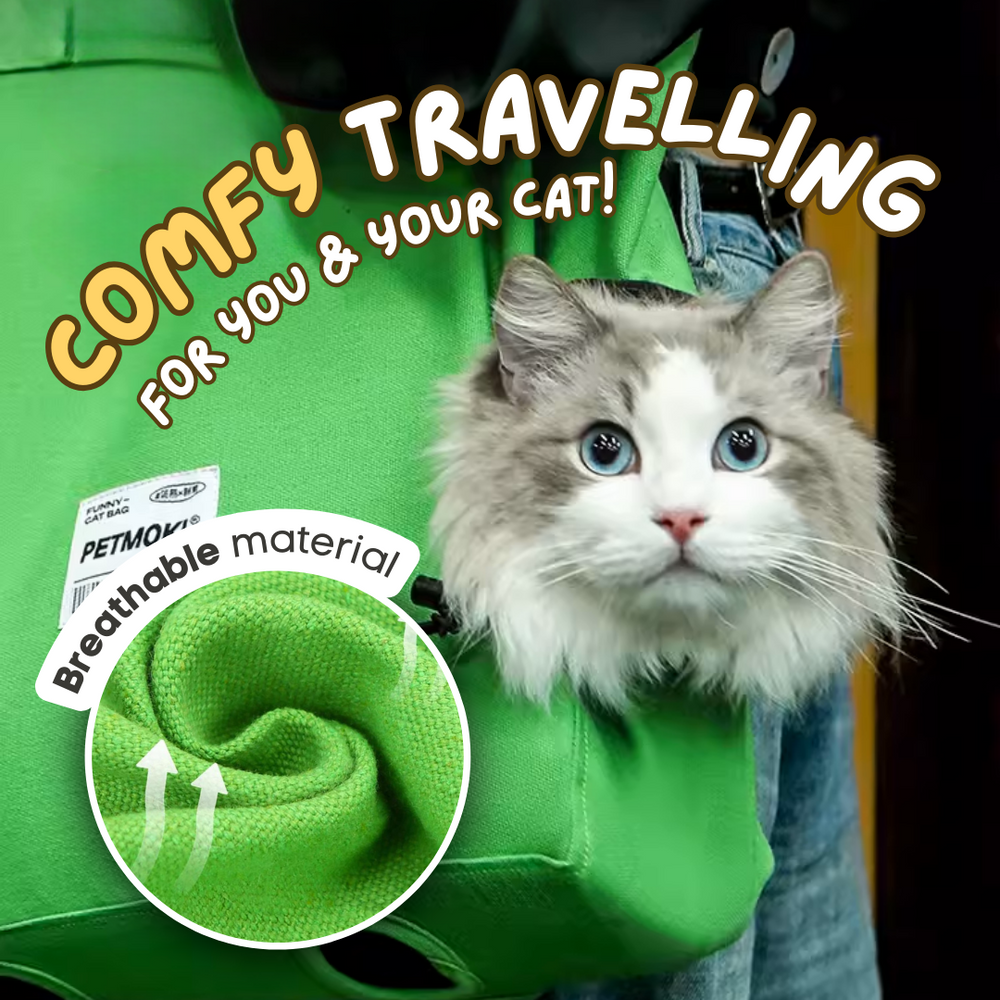 COMFY TRAVELLING
FOR YOU & YOUR CAT!
FUNNY-
CAT BAG
PETMOKI®
Breathable material